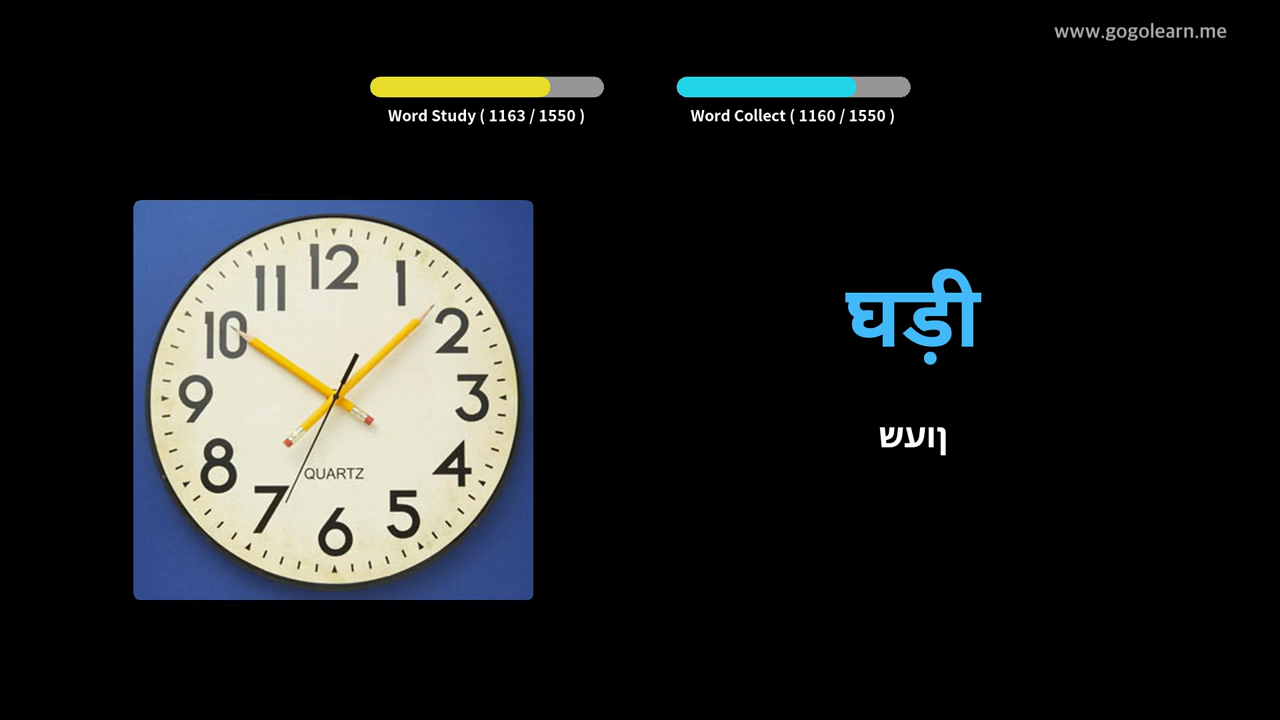 www.gogolearn.me
Word Study ( 1163 / 1550 )
Word Collect ( 1160 / 1550 )
12
1
2
3
4
5
6
7
8
9
10
11
QUARTZ
घड़ी
ןועש